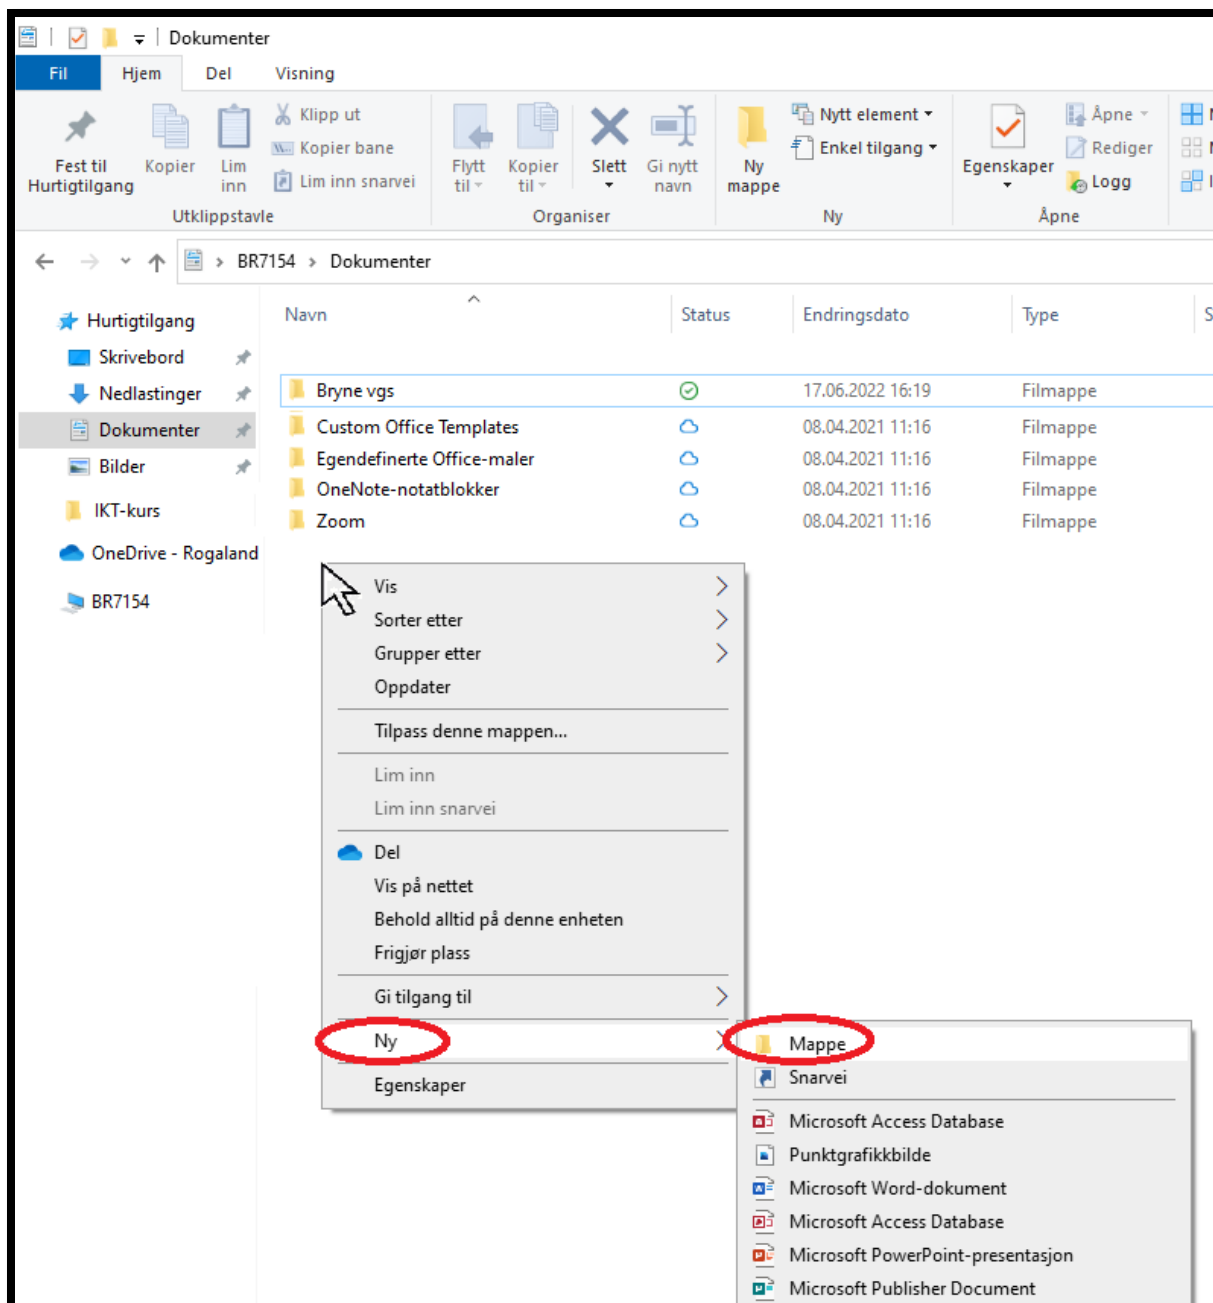 Dokumenter
Fil Hjem Del Visning
Fest til Hurtigtilgang
Kopier
Lim inn
Klipp ut
Kopier bane
Lim inn snarvei
Utklippstavle
Flytt til
Kopier til
Slett
Gi nytt navn
Organiser
Ny mappe
Nytt element
Enkel tilgang
Ny
Egenskaper
Åpne
Rediger
Logg
Åpne
BR7154 > Dokumenter
Hurtigtilgang
Skrivebord
Nedlastinger
Dokumenter
Bilder
IKT-kurs
OneDrive - Rogaland
BR7154
Navn Status Endringsdato Type S
Bryne vgs 17.06.2022 16:19 Filmappe
Custom Office Templates 08.04.2021 11:16 Filmappe
Egendefinerte Office-maler 08.04.2021 11:16 Filmappe
OneNote-notatblokker 08.04.2021 11:16 Filmappe
Zoom 08.04.2021 11:16 Filmappe
Vis
Sorter etter
Grupper etter
Oppdater
Tilpass denne mappen...
Lim inn
Lim inn snarvei
Del
Vis på nettet
Behold alltid på denne enheten
Frigjør plass
Gi tilgang til
Ny
Egenskaper
Mappe
Snarvei
Microsoft Access Database
Punktgrafikkbilde
Microsoft Word-dokument
Microsoft Access Database
Microsoft PowerPoint-presentasjon
Microsoft Publisher Document